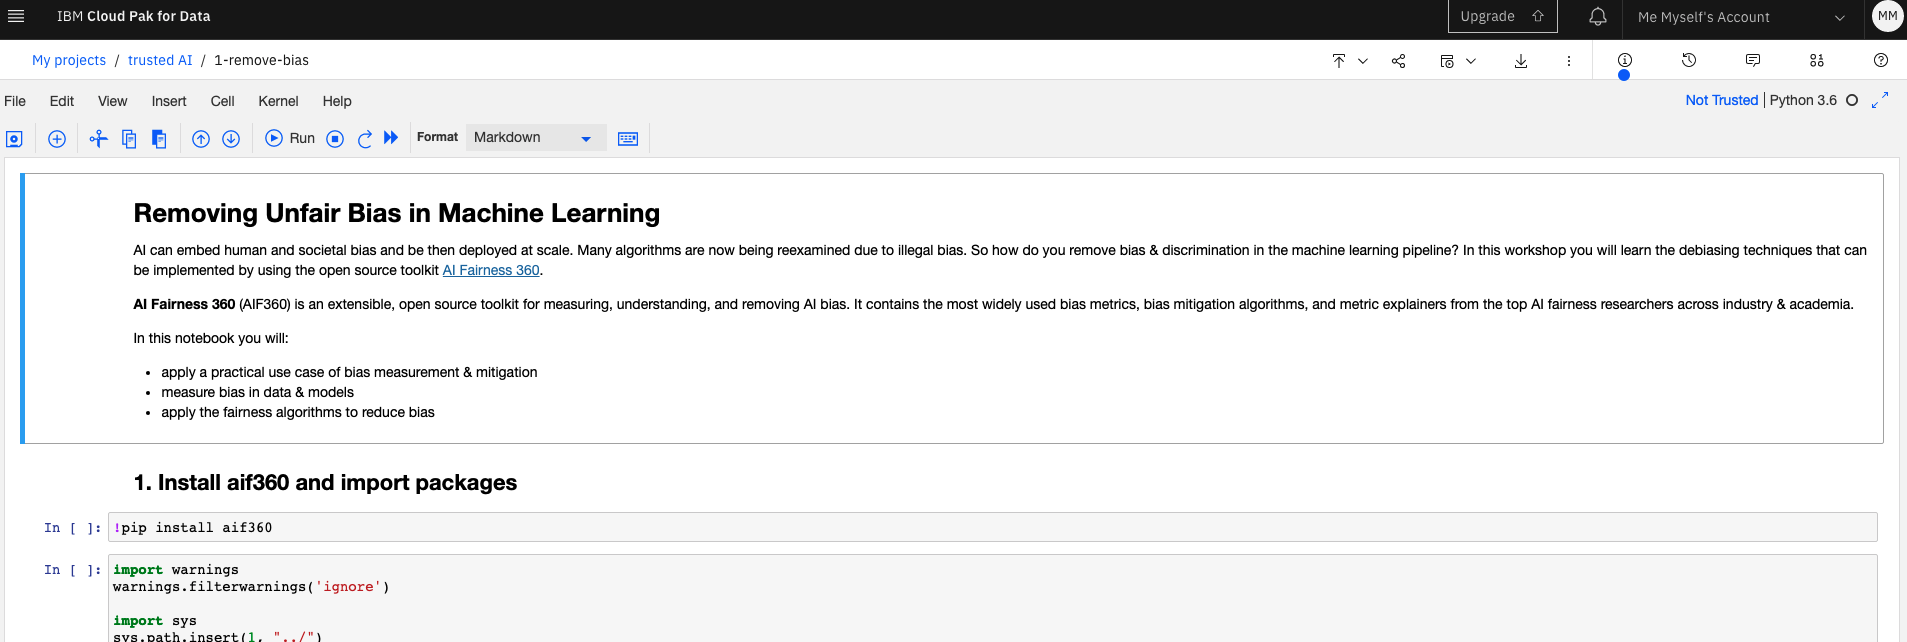 IBM Cloud Pak for Data
Upgrade
Me Myself's Account
MM
My projects / trusted AI / 1-remove-bias
File Edit View Insert Cell Kernel Help
Not Trusted | Python 3.6
Run
Format
Markdown
Removing Unfair Bias in Machine Learning
AI can embed human and societal bias and be then deployed at scale. Many algorithms are now being reexamined due to illegal bias. So how do you remove bias & discrimination in the machine learning pipeline? In this workshop you will learn the debiasing techniques that can
be implemented by using the open source toolkit AI Fairness 360.
AI Fairness 360 (AIF360) is an extensible, open source toolkit for measuring, understanding, and removing AI bias. It contains the most widely used bias metrics, bias mitigation algorithms, and metric explainers from the top AI fairness researchers across industry & academia.
In this notebook you will:
• apply a practical use case of bias measurement & mitigation
• measure bias in data & models
• apply the fairness algorithms to reduce bias
1. Install aif360 and import packages
In [ ]: !pip install aif360
In [ ]: import warnings
warnings.filterwarnings('ignore')
import sys
sys.path.insert(1, "../")